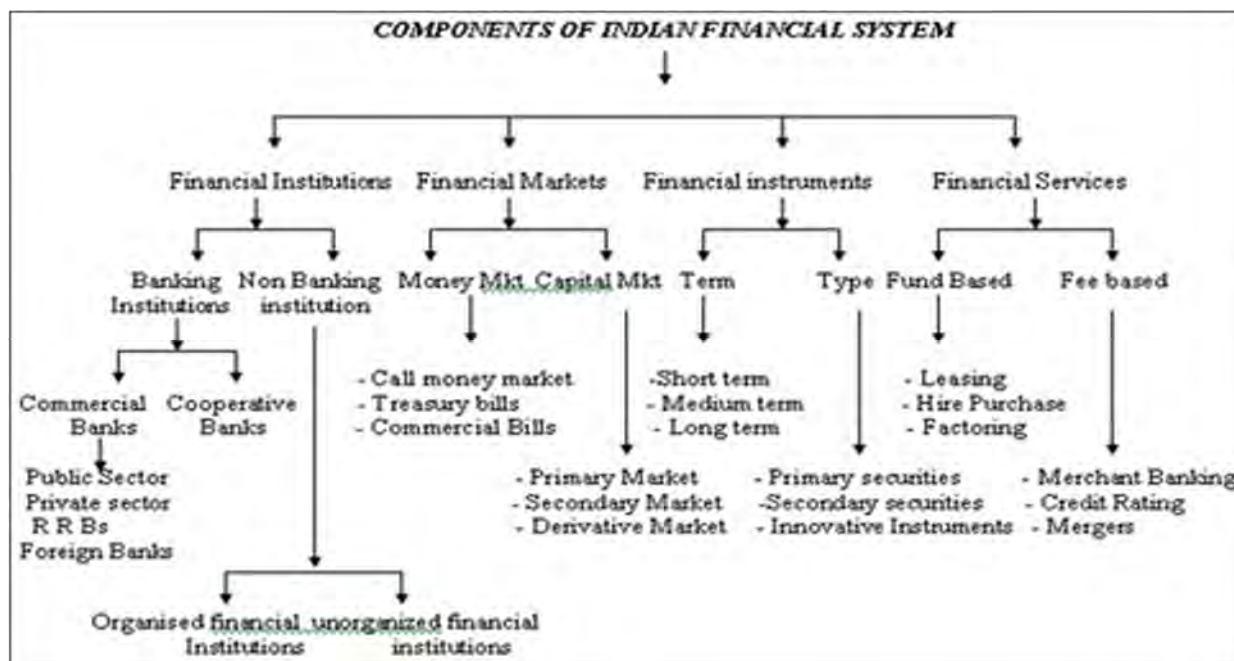 COMPONENTS OF INDIAN FINANCIAL SYSTEM
Financial Institutions Financial Markets Financial instruments Financial Services
Banking Non Banking Money Mkt Capital Mkt Term Type Fund Based Fee based
Institutions institution
- Call money market -Short term - Leasing
Commercial Cooperative - Treasury bills - Medium term - Hire Purchase
Banks Banks - Commercial Bills - Long term - Factoring
Public Sector - Primary Market - Primary securities - Merchant Banking
Private sector - Secondary Market -Secondary securities - Credit Rating
R R Bs - Derivative Market - Innovative Instruments - Mergers
Foreign Banks
Organised financial unorganized financial
Institutions institutions